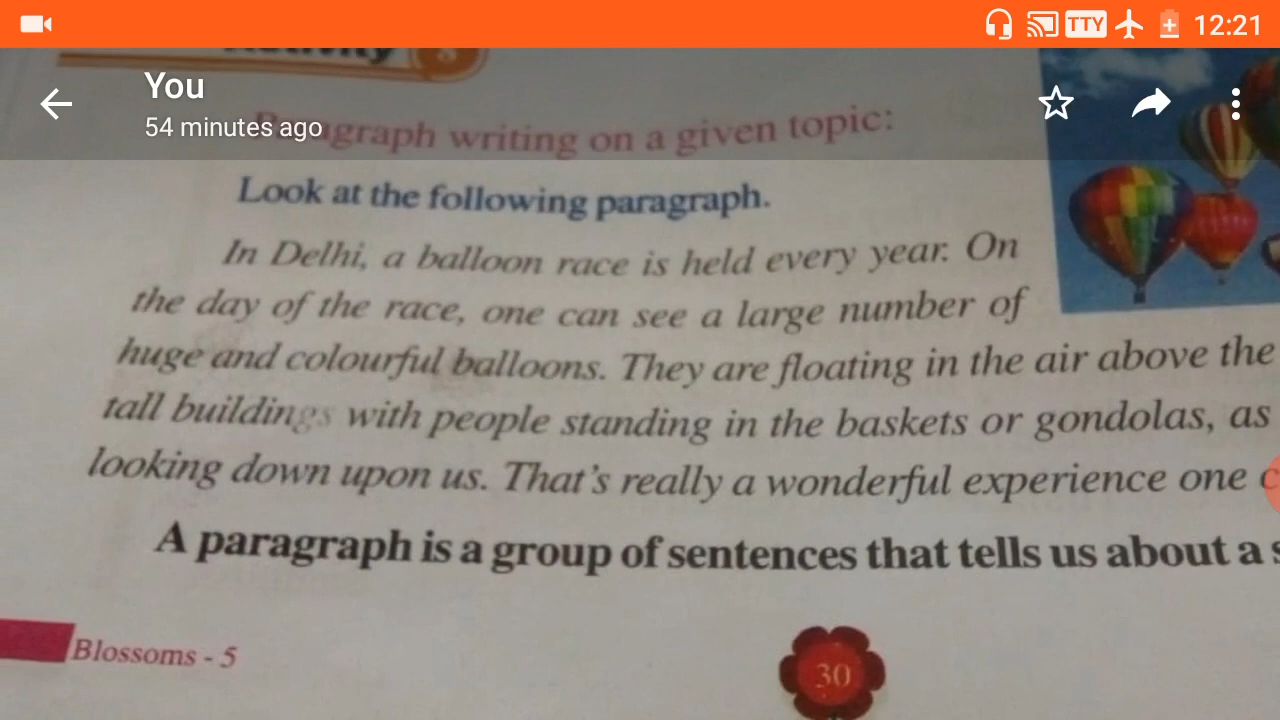 TTY 12:21
You
54 minutes ago
writing on a given topic:
Look at the following paragraph.
In Delhi, a balloon race is held every year. On
the day of the race, one can see a large number of
huge and colourful balloons. They are floating in the air above the
tall buildings with people standing in the baskets or gondolas, as
looking down upon us. That's really a wonderful experience one
A paragraph is a group of sentences that tells us about a
Blossoms - 5
30